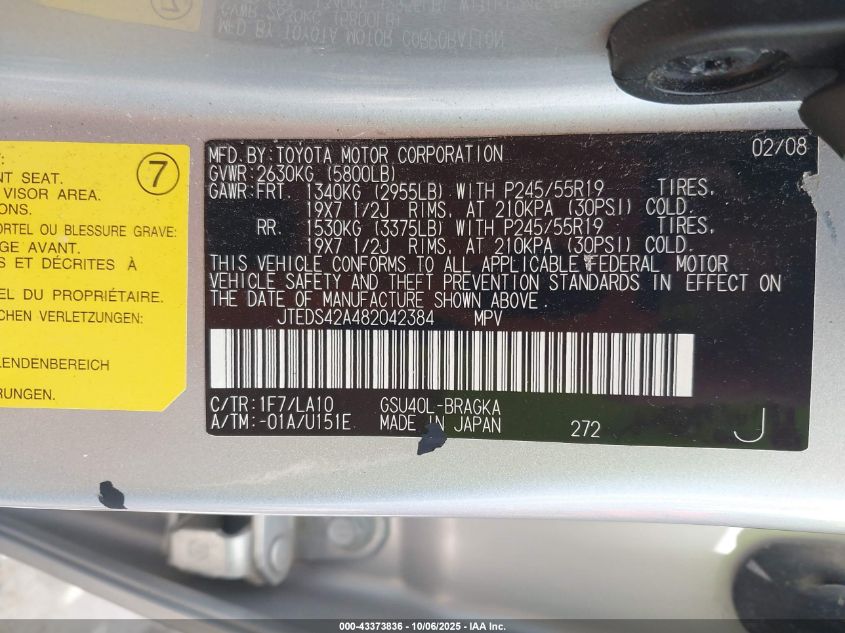 MFD.BY:TOYOTA MOTOR CORPORATION 02/08
GVWR:2630KG (5800LB)
GAWR:FRT. 1340KG (2955LB) WITH P245/55R19 TIRES,
19X7 1/2J RIMS, AT 210KPA (30PSI) COLD.
RR. 1530KG (3375LB) WITH P245/55R19 TIRES,
19X7 1/2J RIMS, AT 210KPA (30PSI) COLD.
THIS VEHICLE CONFORMS TO ALL APPLICABLE FEDERAL MOTOR
VEHICLE SAFETY AND THEFT PREVENTION STANDARDS IN EFFECT ON
THE DATE OF MANUFACTURE SHOWN ABOVE.
JTEDS42A482042384 MPV
C/TR:1F7/LA10 GSU40L-BRAGKA
A/TM:-01A/U151E MADE IN JAPAN 272 J
7
NT SEAT.
VISOR AREA.
ONS.
ORTEL OU BLESSURE GRAVE:
GE AVANT.
S ET DÉCRITES À
EL DU PROPRIÉTAIRE.
CHEN.
LENDENBEREICH
RUNGEN.
000-43373836 - 10/06/2025 - IAA Inc.